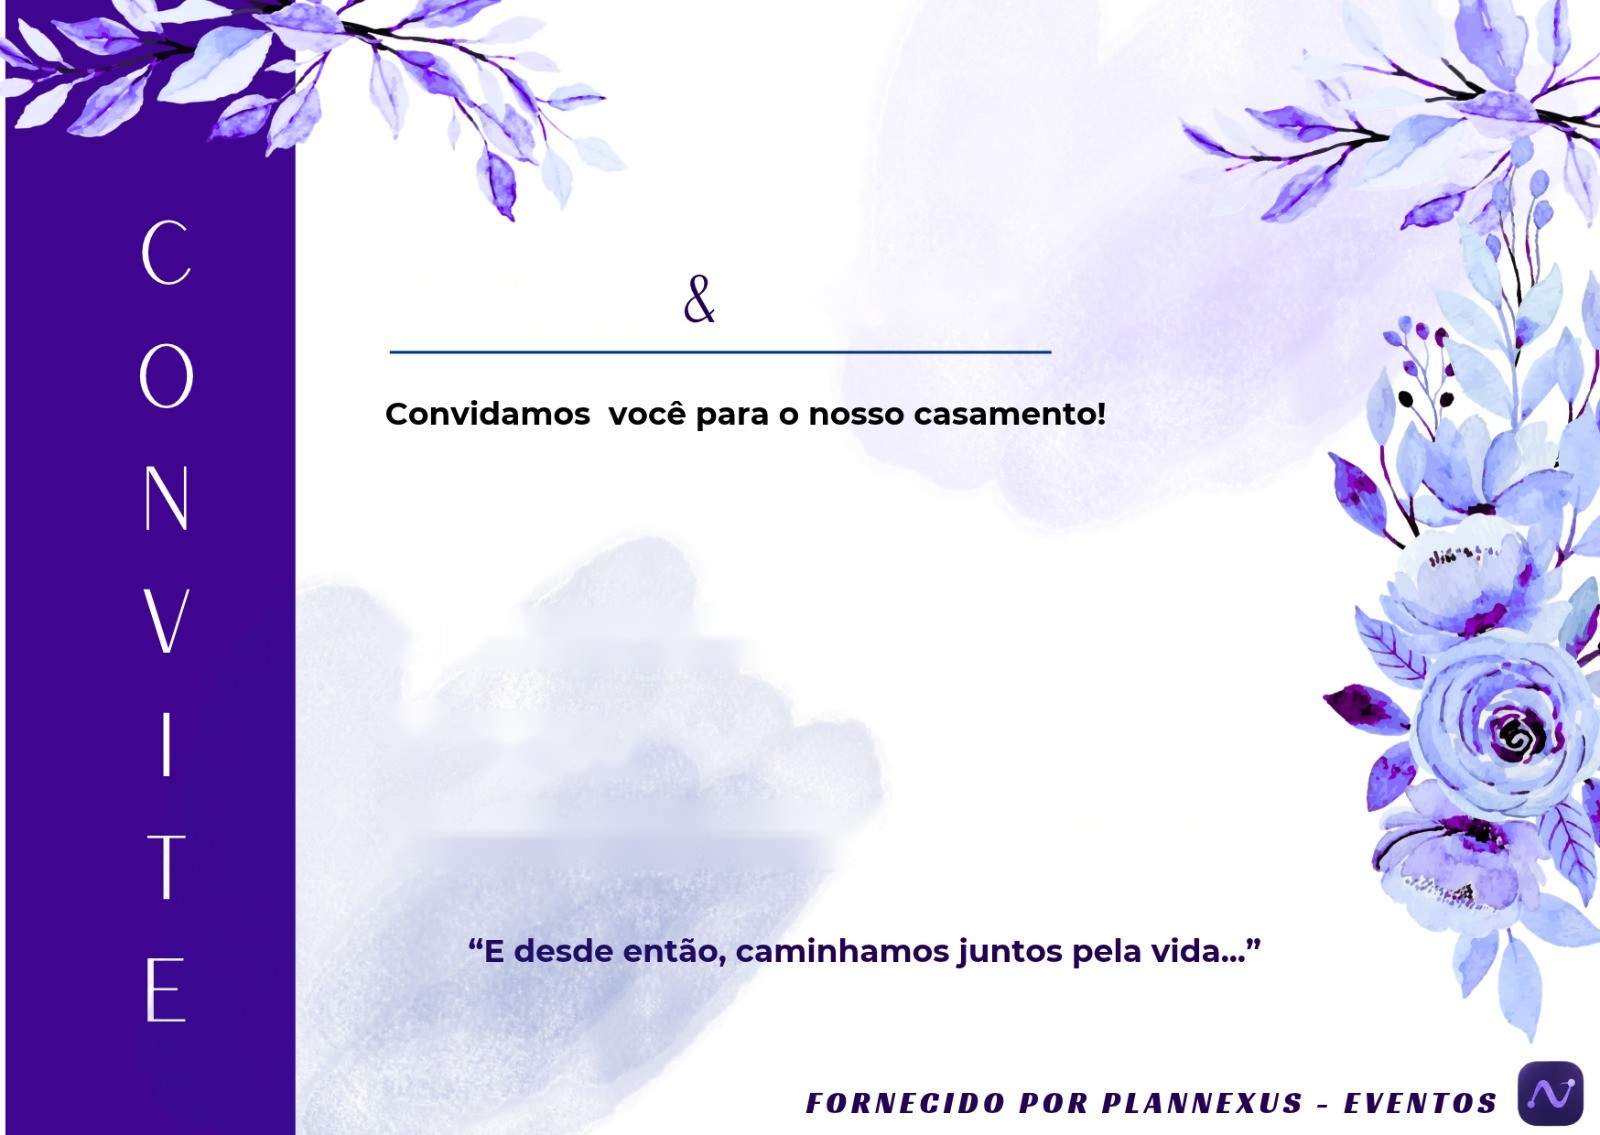 CONVITE
&
Convidamos  você para o nosso casamento!
“E desde então, caminhamos juntos pela vida...”
FORNECIDO POR PLANNEXUS - EVENTOS